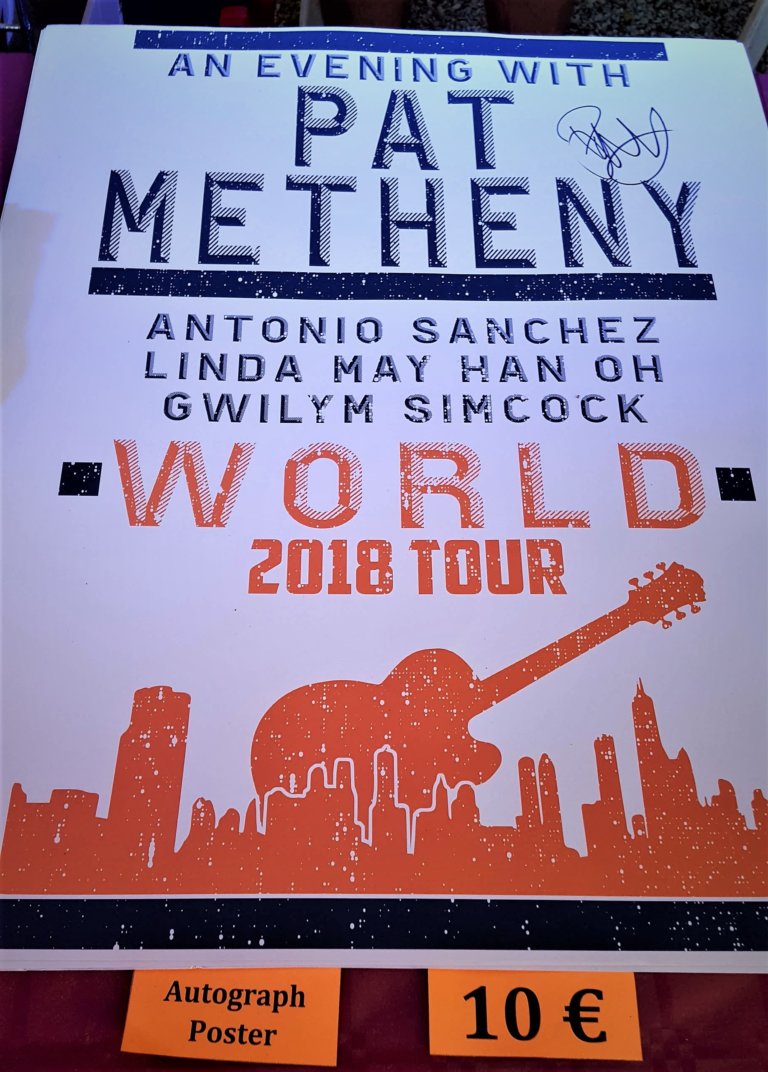 AN EVENING WITH
PAT
METHENY
ANTONIO SANCHEZ
LINDA MAY HAN OH
GWILYM SIMCOCK
WORLD
2018 TOUR
Autograph
Poster
10 €